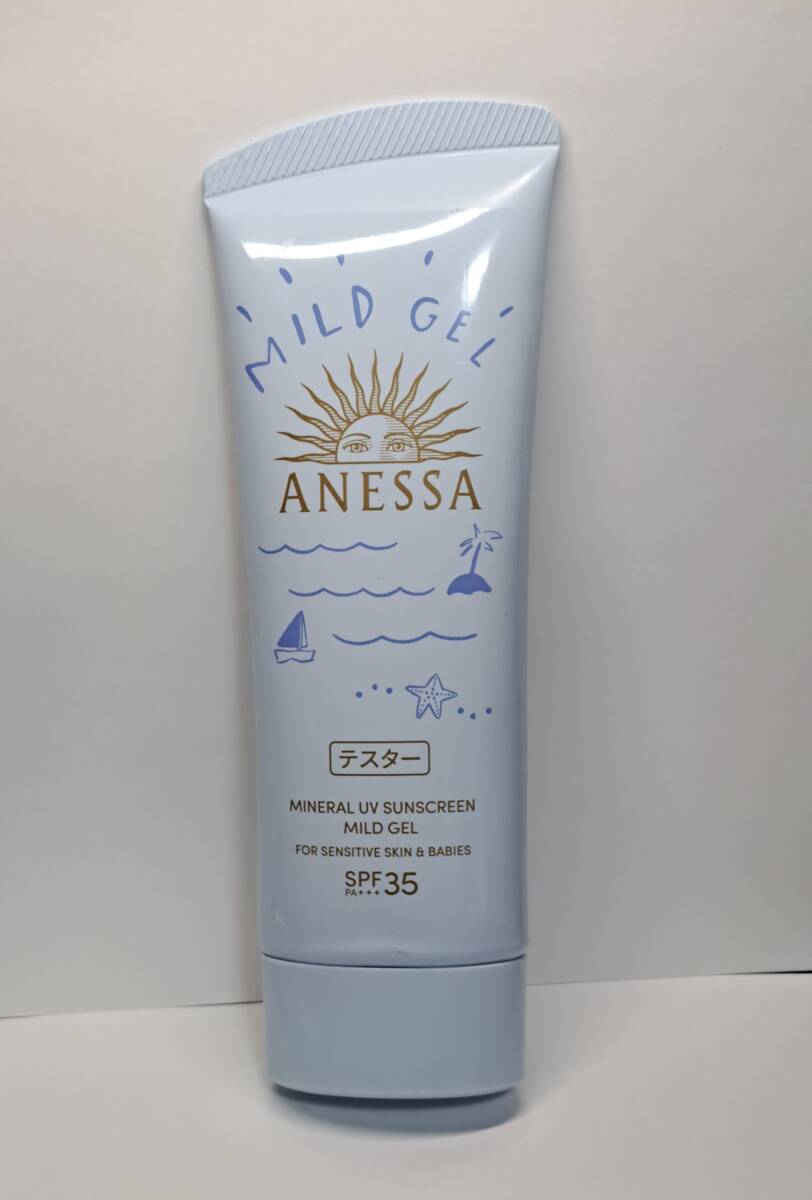 MILD GEL
ANESSA
テスター
MINERAL UV SUNSCREEN
MILD GEL
FOR SENSITIVE SKIN & BABIES
SPF35
PA+++